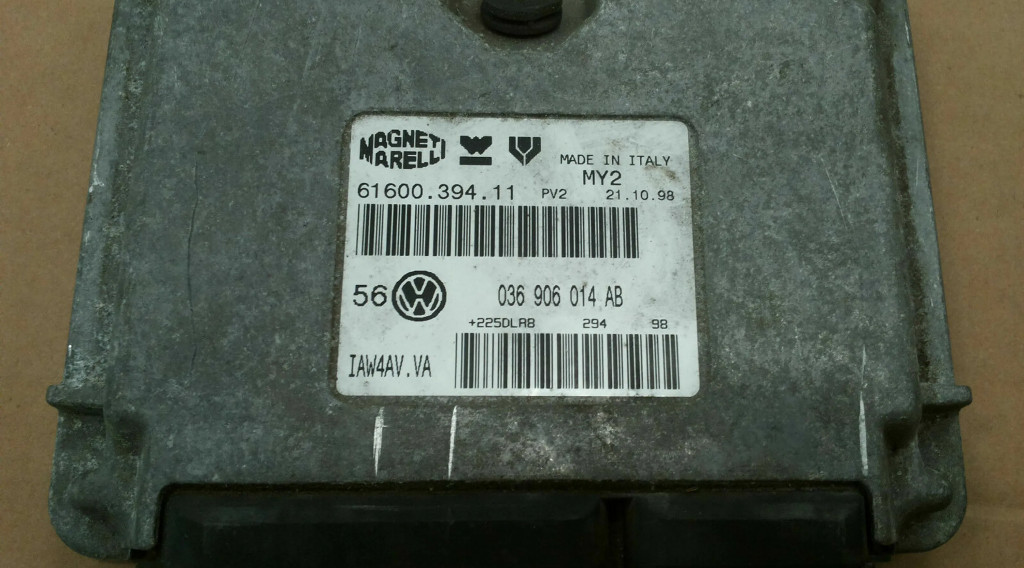 MAGNETI
MARELLI
MADE IN ITALY
MY2
61600.394.11 PV2 21.10.98
56 VW 036 906 014 AB
+225DLA8 294 98
IAW4AV.VA